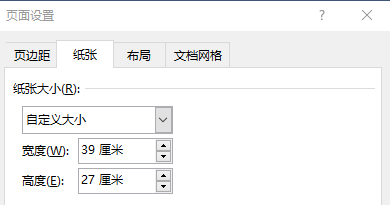 页面设置
? ×
页边距 纸张 布局 文档网格
纸张大小(R):
自定义大小
宽度(W): 39 厘米
高度(E): 27 厘米